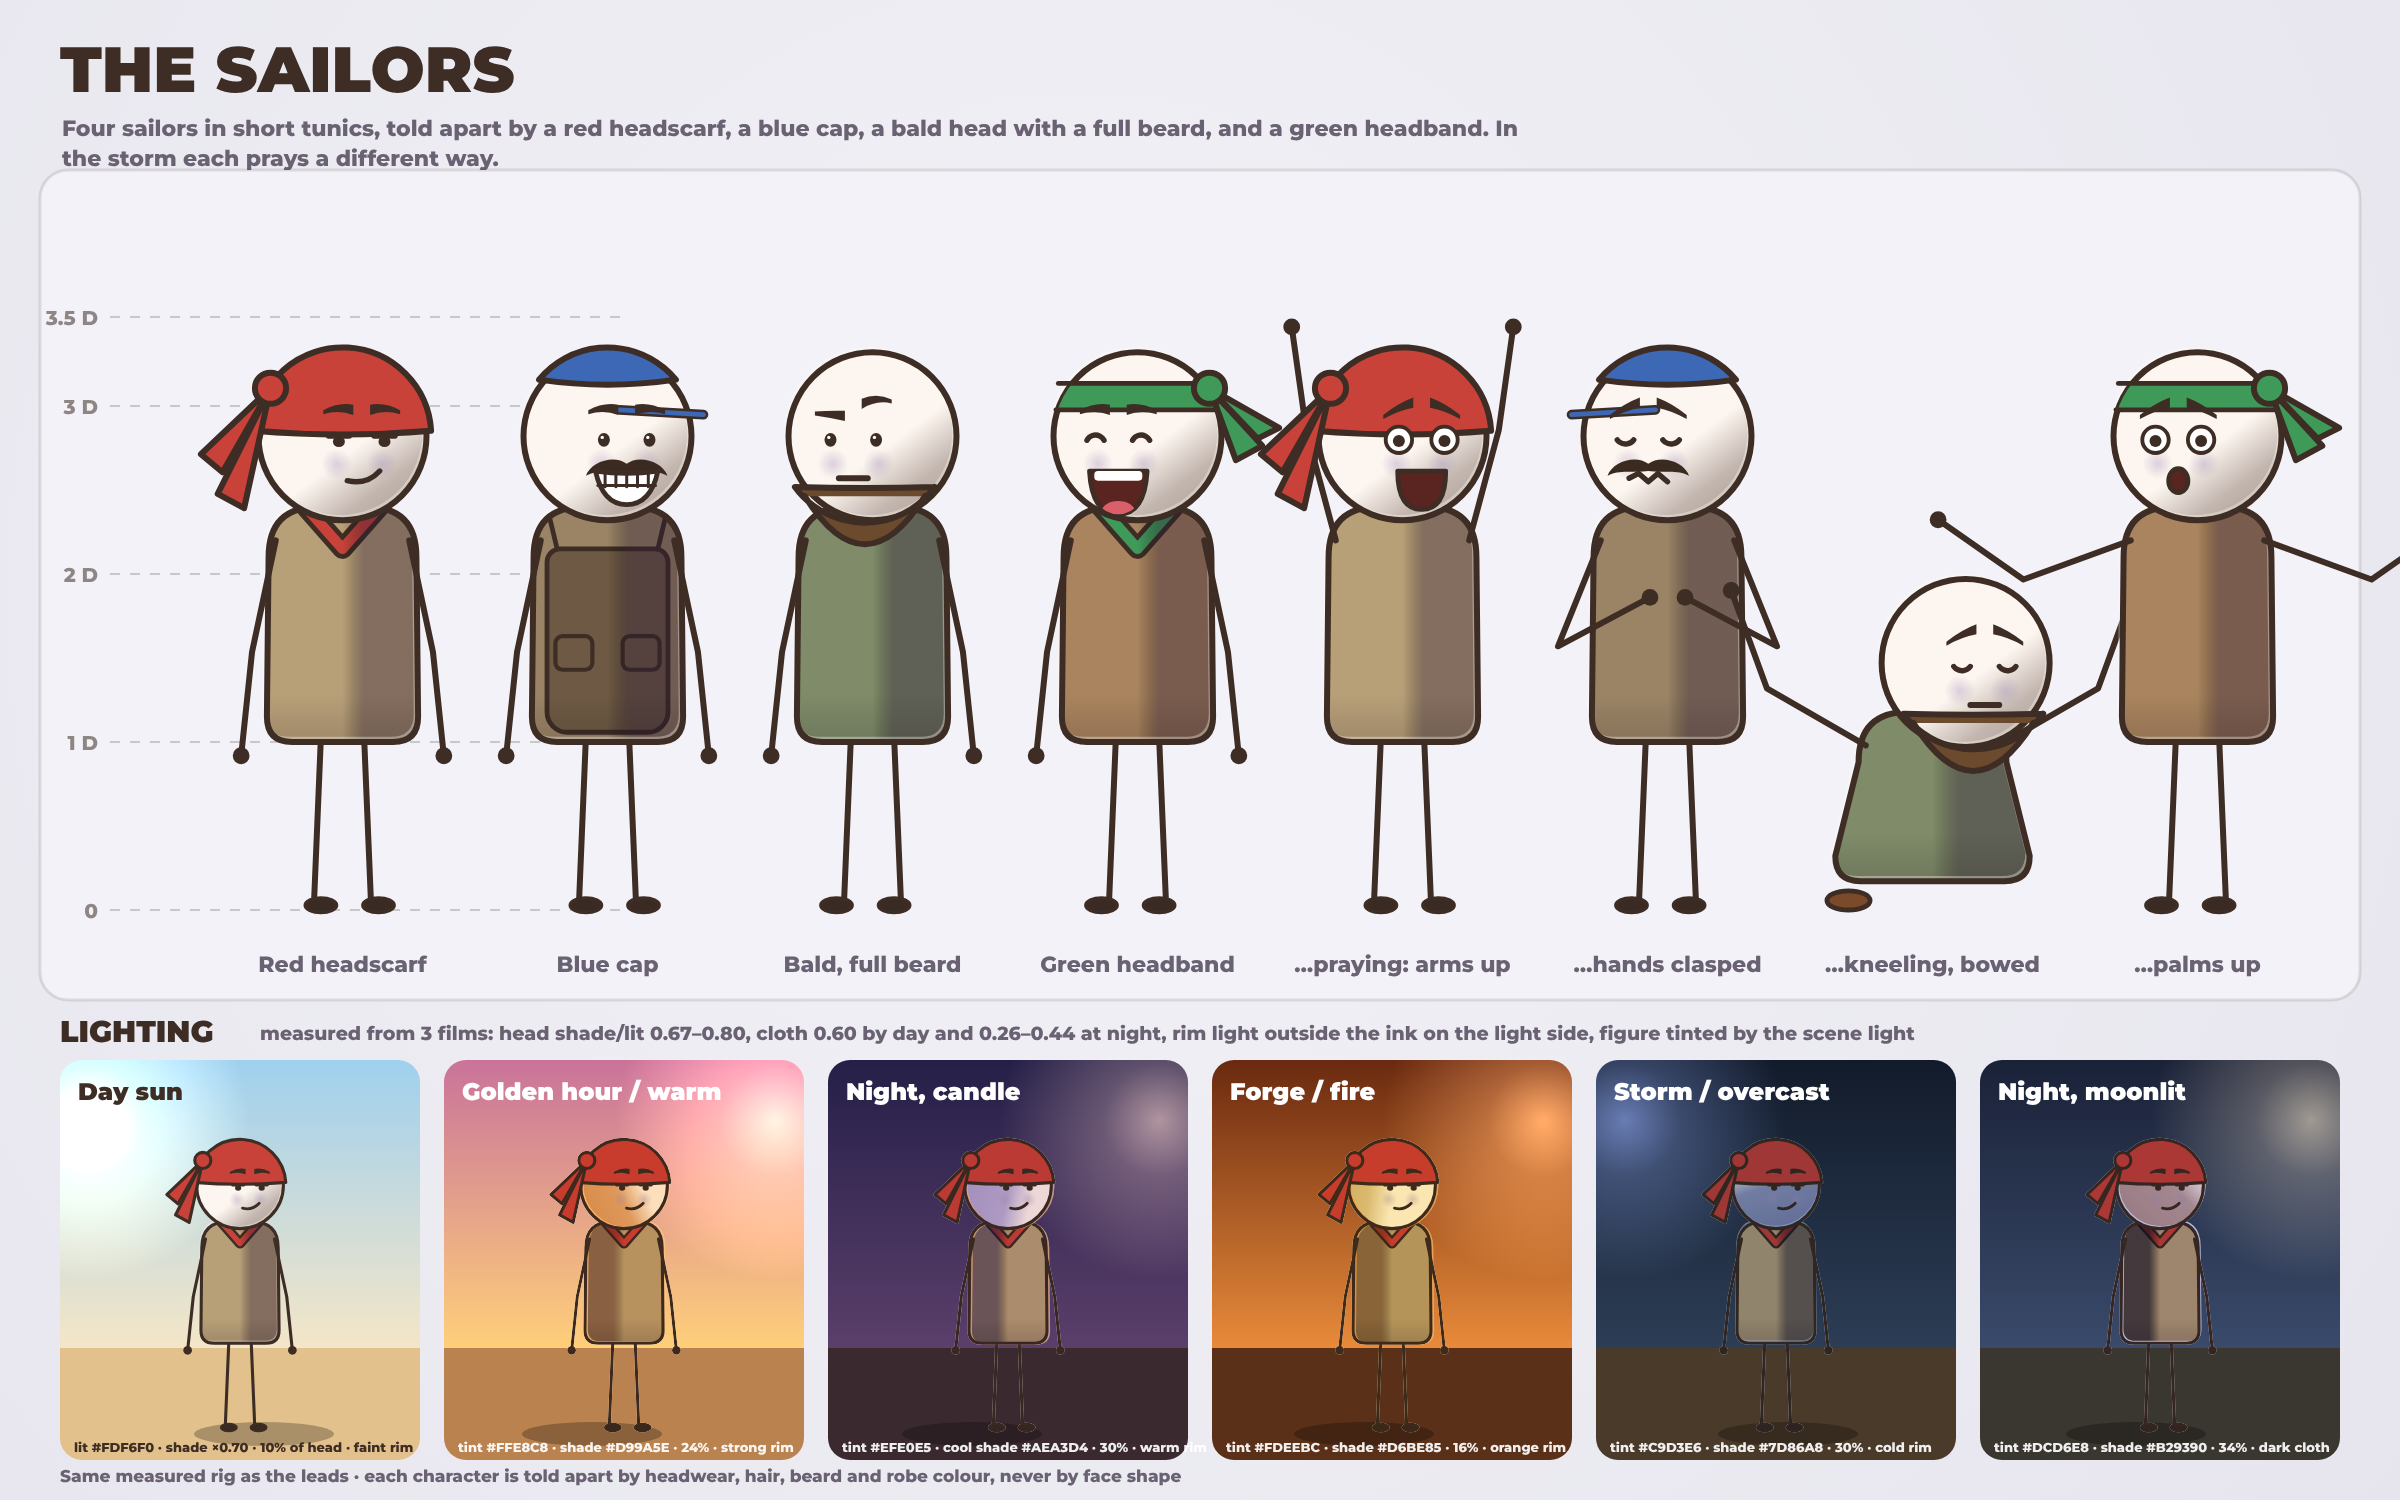 THE SAILORS
Four sailors in short tunics, told apart by a red headscarf, a blue cap, a bald head with a full beard, and a green headband. In
the storm each prays a different way.
3.5 D
3 D
2 D
1 D
0
Red headscarf
Blue cap
Bald, full beard
Green headband
...praying: arms up
...hands clasped
...kneeling, bowed
...palms up
LIGHTING
measured from 3 films: head shade/lit 0.67–0.80, cloth 0.60 by day and 0.26–0.44 at night, rim light outside the ink on the light side, figure tinted by the scene light
Day sun
Golden hour / warm
Night, candle
Forge / fire
Storm / overcast
Night, moonlit
lit #FDF6F0 · shade ×0.70 · 10% of head · faint rim
tint #FFE8C8 · shade #D99A5E · 24% · strong rim
tint #EFE0E5 · cool shade #AEA3D4 · 30% · warm rim
tint #FDEEBC · shade #D6BE85 · 16% · orange rim
tint #C9D3E6 · shade #7D86A8 · 30% · cold rim
tint #DCD6E8 · shade #B29390 · 34% · dark cloth
Same measured rig as the leads · each character is told apart by headwear, hair, beard and robe colour, never by face shape